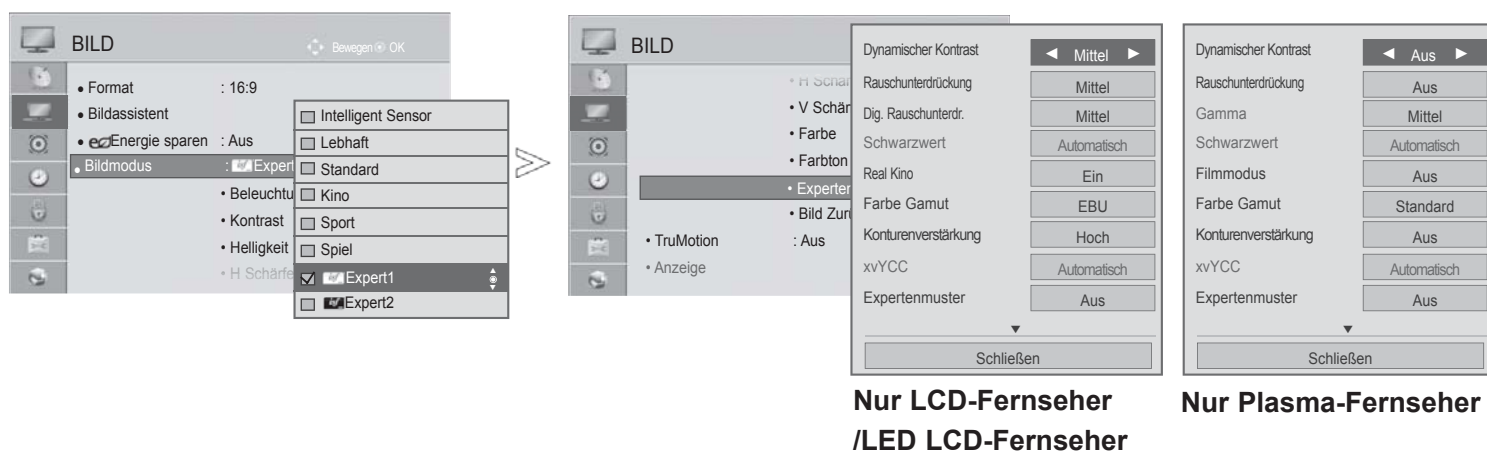 BILD
Bewegen OK
• Format : 16:9
• Bildassistent
• eco Energie sparen : Aus
• Bildmodus : Expert
• Beleuchtu
• Kontrast
• Helligkeit
• H Schärfe
Intelligent Sensor
Lebhaft
Standard
Kino
Sport
Spiel
Expert1
Expert2
BILD
• H Schär
• V Schär
• Farbe
• Farbton
• Experten
• Bild Zurü
• TruMotion : Aus
• Anzeige
Dynamischer Kontrast ◄ Mittel ►
Rauschunterdrückung Mittel
Dig. Rauschunterdr. Mittel
Schwarzwert Automatisch
Real Kino Ein
Farbe Gamut EBU
Konturenverstärkung Hoch
xvYCC Automatisch
Expertenmuster Aus
▼
Schließen
Nur LCD-Fernseher
/LED LCD-Fernseher
Dynamischer Kontrast ◄ Aus ►
Rauschunterdrückung Aus
Gamma Mittel
Schwarzwert Automatisch
Filmmodus Aus
Farbe Gamut Standard
Konturenverstärkung Aus
xvYCC Automatisch
Expertenmuster Aus
▼
Schließen
Nur Plasma-Fernseher